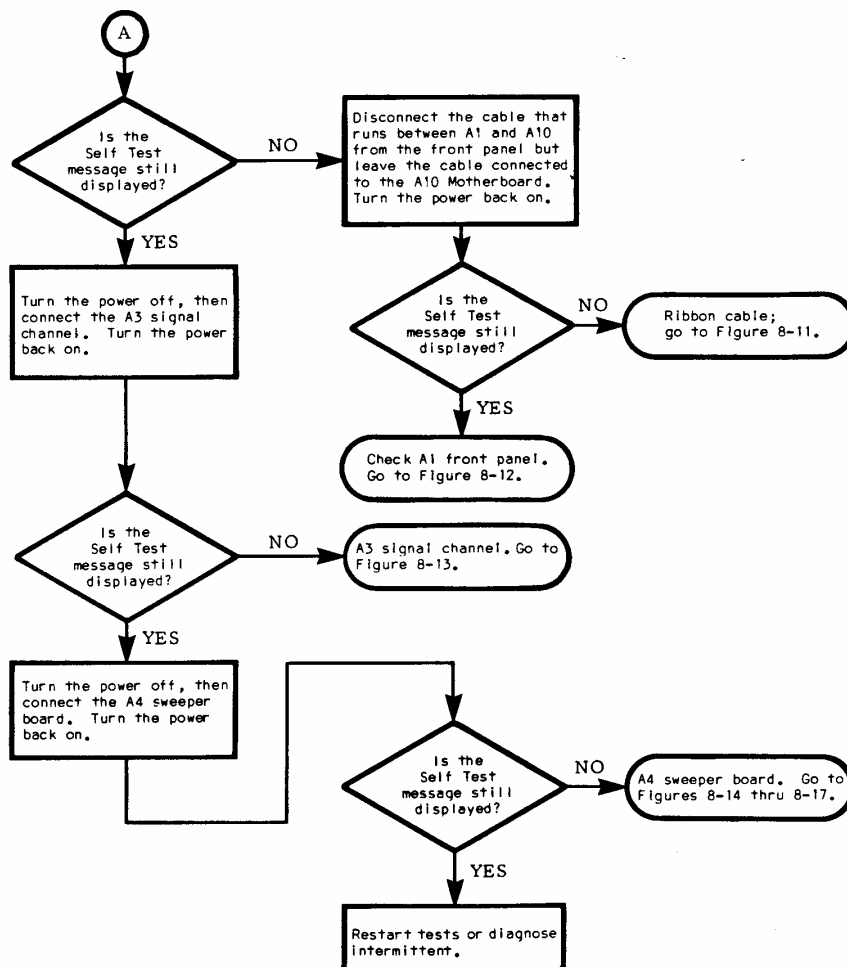 A
Is the
Self Test
message still
displayed?
NO
Disconnect the cable that
runs between A1 and A10
from the front panel but
leave the cable connected
to the A10 Motherboard.
Turn the power back on.
YES
Turn the power off, then
connect the A3 signal
channel. Turn the power
back on.
Is the
Self Test
message still
displayed?
NO
Ribbon cable;
go to Figure 8-11.
YES
Check A1 front panel.
Go to Figure 8-12.
Is the
Self Test
message still
displayed?
NO
A3 signal channel. Go to
Figure 8-13.
YES
Turn the power off, then
connect the A4 sweeper
board. Turn the power
back on.
Is the
Self Test
message still
displayed?
NO
A4 sweeper board. Go to
Figures 8-14 thru 8-17.
YES
Restart tests or diagnose
intermittent.